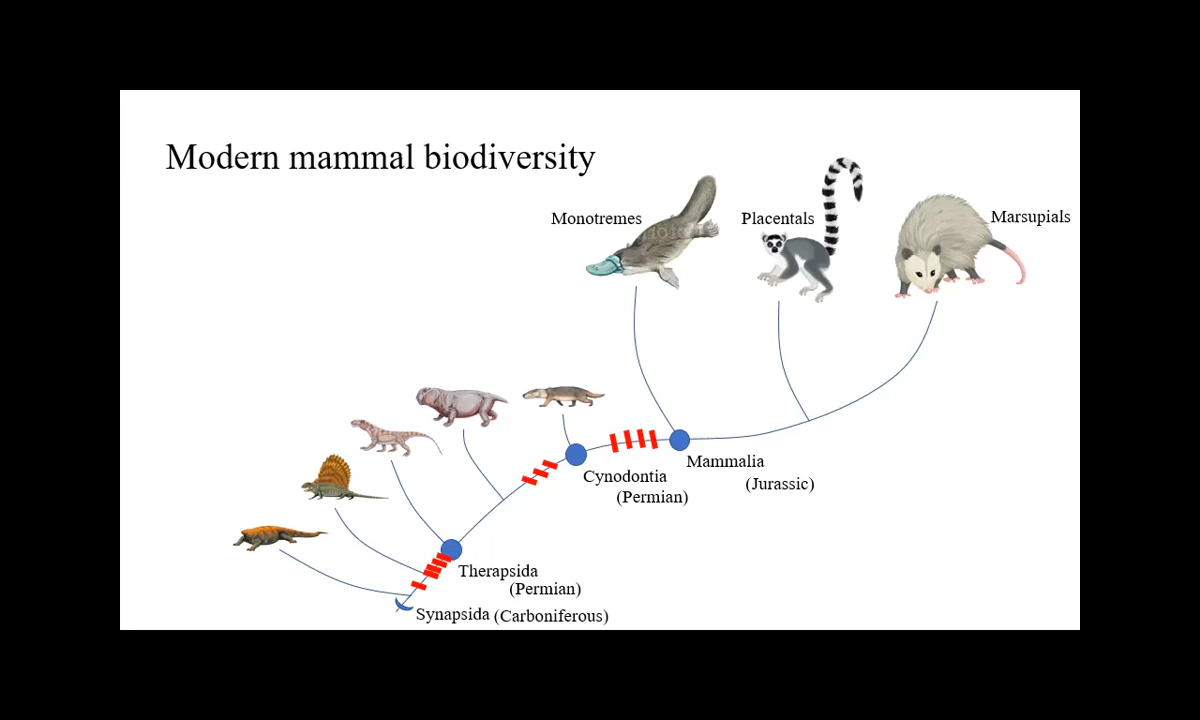 Modern mammal biodiversity
Monotremes
Placentals
Marsupials
Mammalia
(Jurassic)
Cynodontia
(Permian)
Therapsida
(Permian)
Synapsida (Carboniferous)